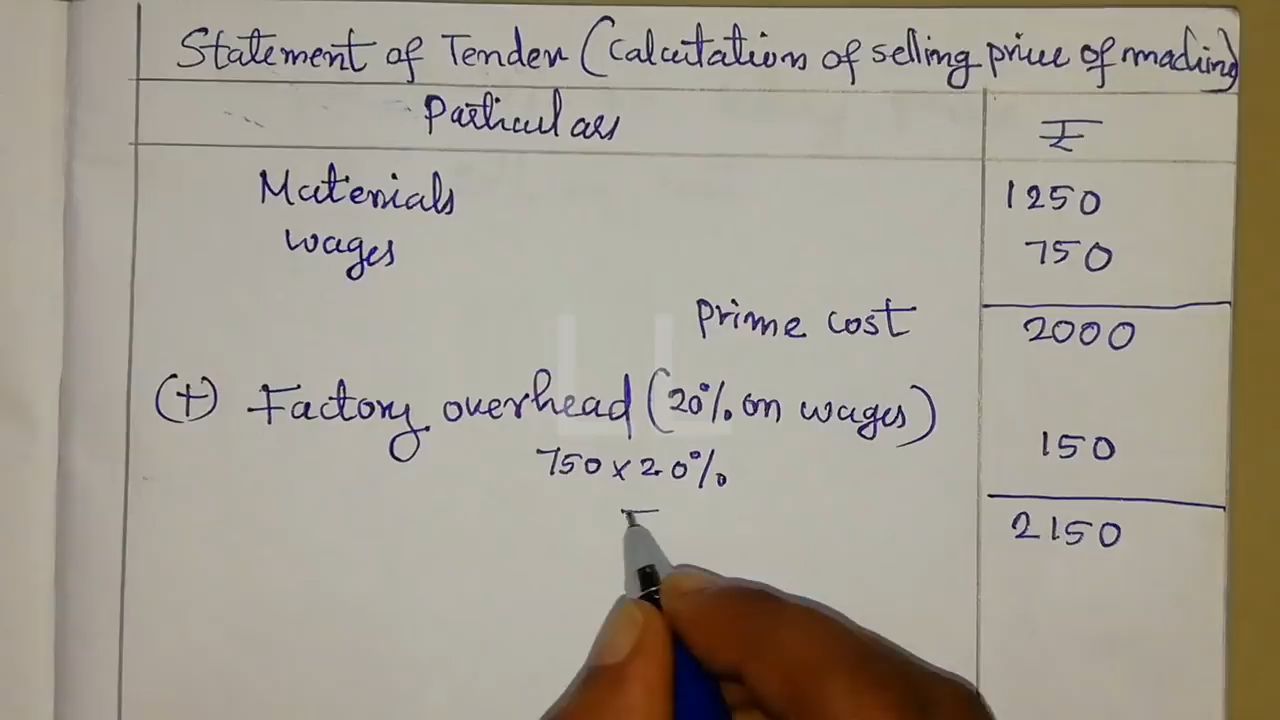 Statement of Tender (Calcutation of selling price of machine)
Particulars ₹
Materials 1250
wages 750
Prime cost 2000
(+) Factory overhead (20% on wages) 150
750 x 20%
2150